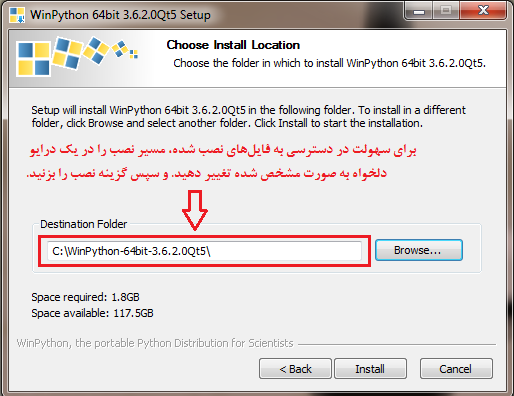 WinPython 64bit 3.6.2.0Qt5 Setup
Choose Install Location
Choose the folder in which to install WinPython 64bit 3.6.2.0Qt5.
Setup will install WinPython 64bit 3.6.2.0Qt5 in the following folder. To install in a different
folder, click Browse and select another folder. Click Install to start the installation.
برای سهولت در دسترسی به فایل‌های نصب شده، مسیر نصب را در یک درایو
دلخواه به صورت مشخص شده تغییر دهید. و سپس گزینه نصب را بزنید.
Destination Folder
C:\WinPython-64bit-3.6.2.0Qt5\
Browse...
Space required: 1.8GB
Space available: 117.5GB
WinPython, the portable Python Distribution for Scientists
< Back
Install
Cancel